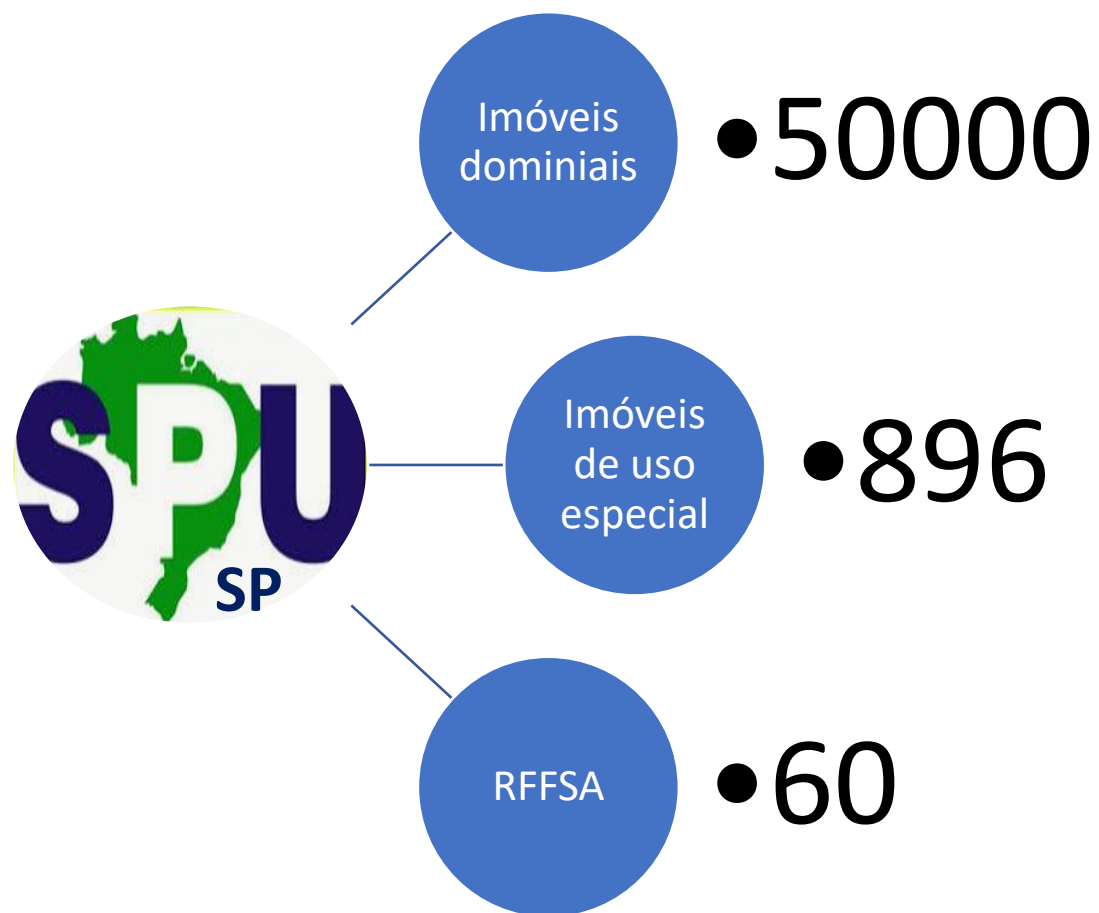 Imóveis
dominiais
•50000
SPU
SP
Imóveis
de uso
especial
•896
RFFSA
•60